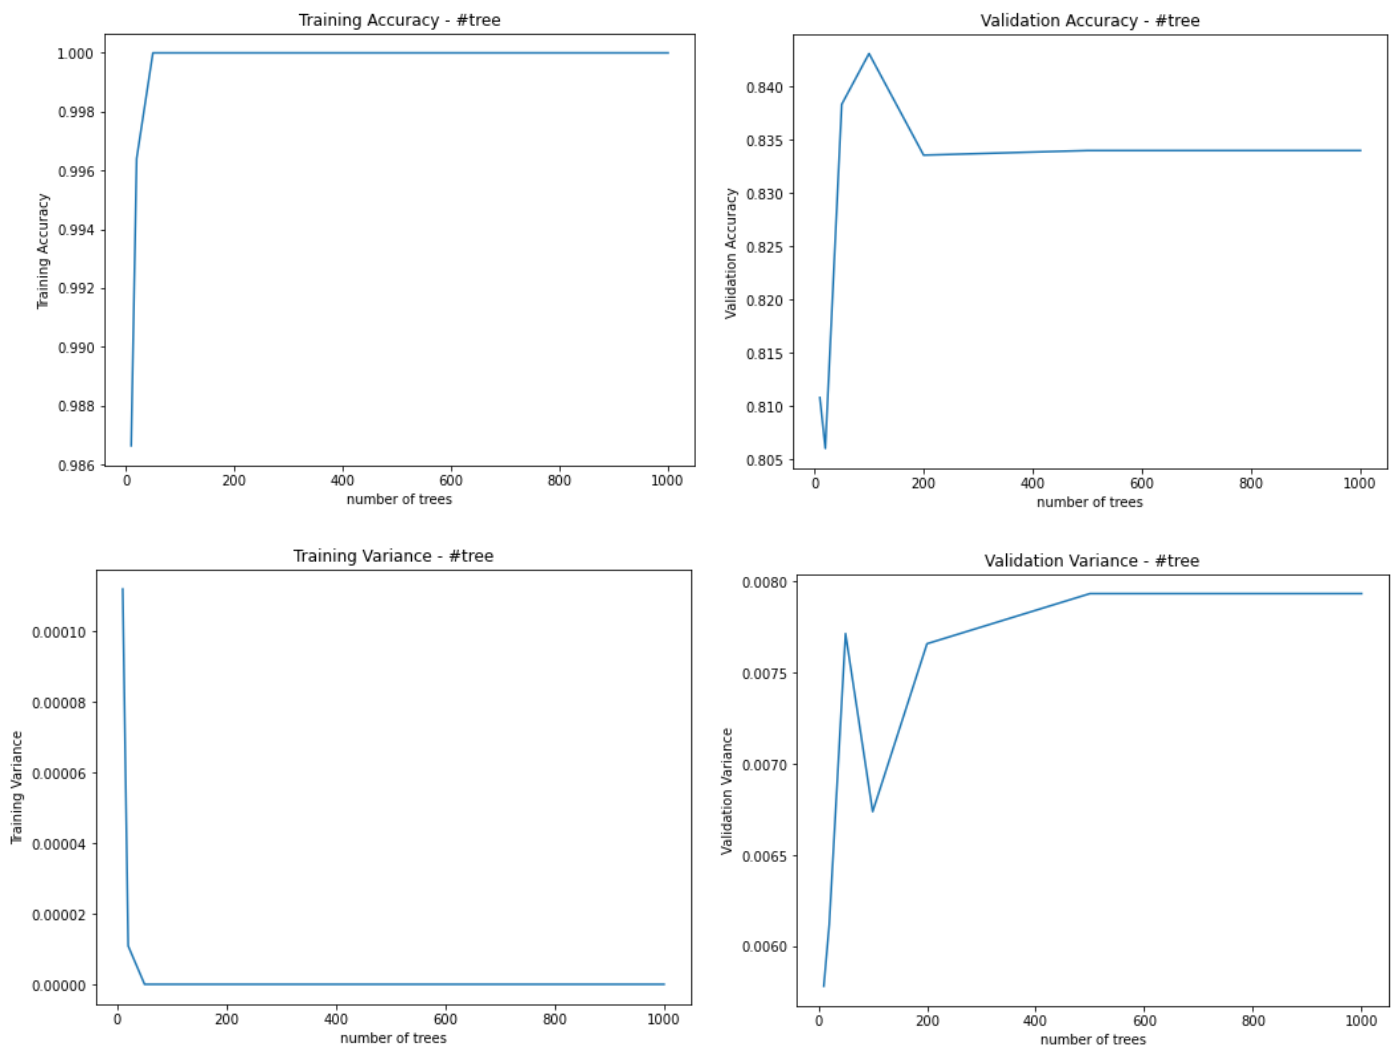 Training Accuracy - #tree
1.000
0.998
0.996
0.994
0.992
0.990
0.988
0.986
Training Accuracy
0 200 400 600 800 1000
number of trees
Validation Accuracy - #tree
0.840
0.835
0.830
0.825
0.820
0.815
0.810
0.805
Validation Accuracy
0 200 400 600 800 1000
number of trees
Training Variance - #tree
0.00010
0.00008
0.00006
0.00004
0.00002
0.00000
Training Variance
0 200 400 600 800 1000
number of trees
Validation Variance - #tree
0.0080
0.0075
0.0070
0.0065
0.0060
Validation Variance
0 200 400 600 800 1000
number of trees